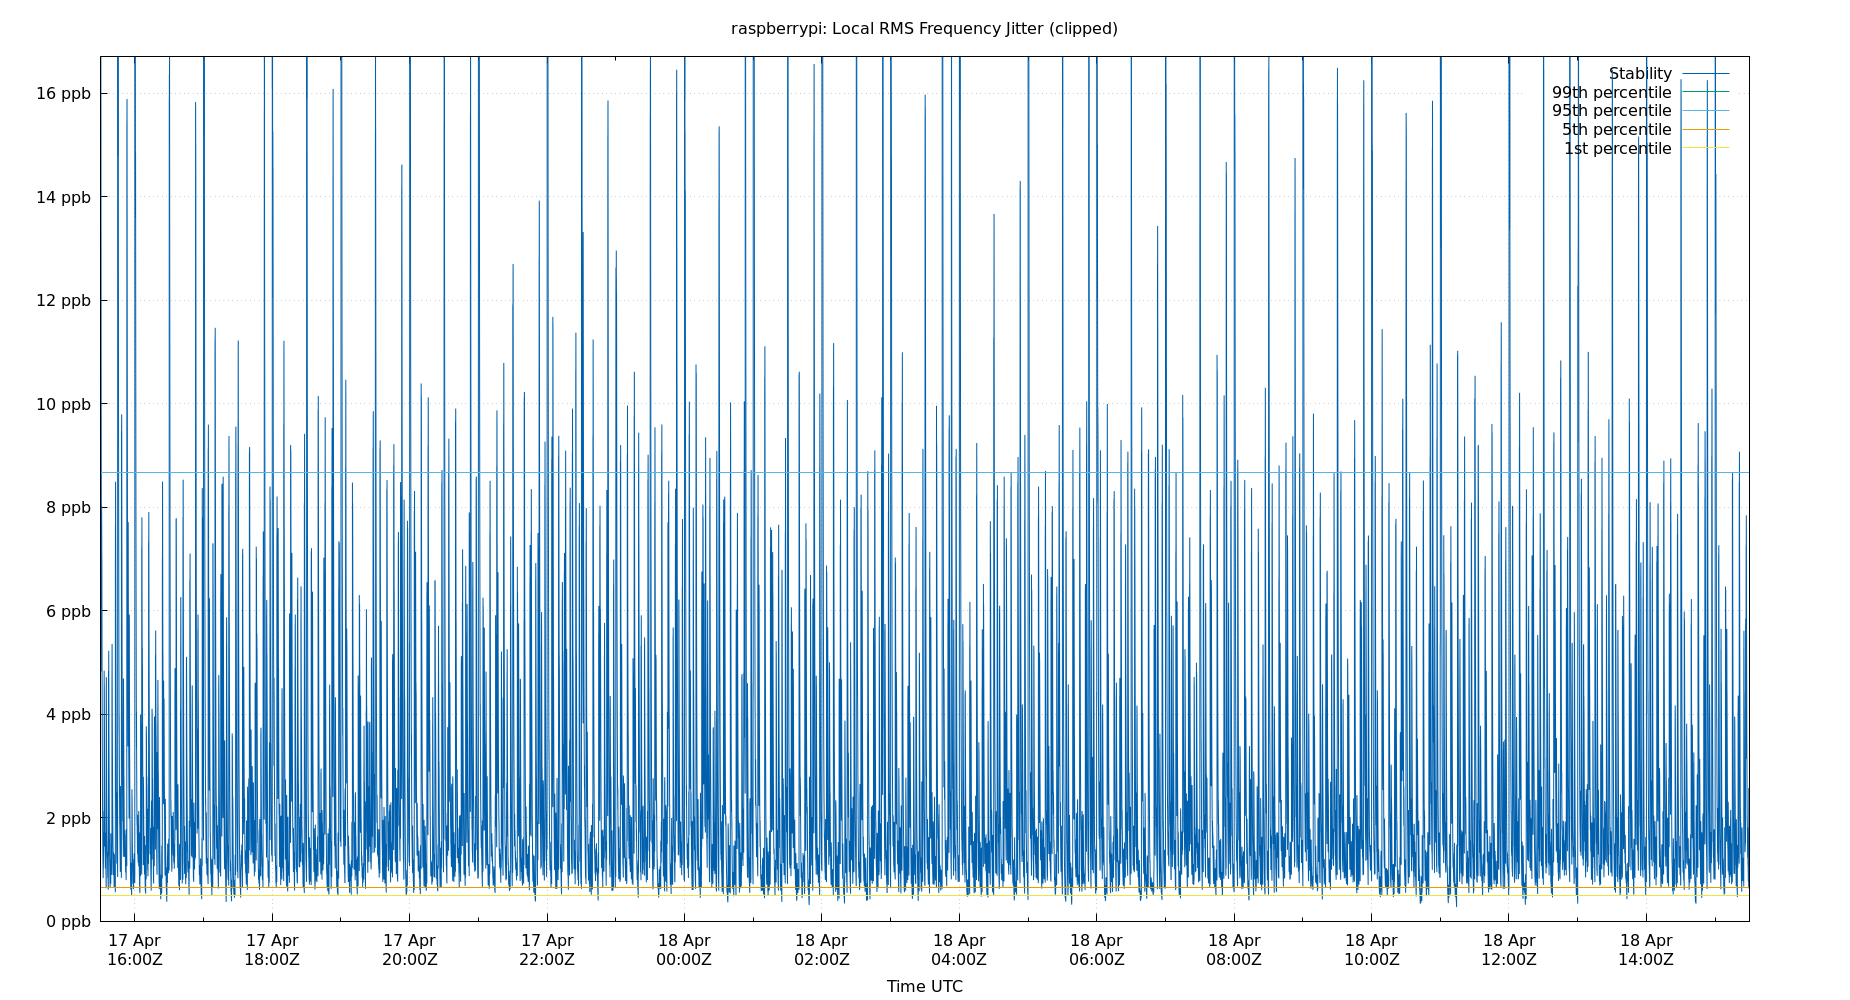 raspberrypi: Local RMS Frequency Jitter (clipped)
Stability
99th percentile
95th percentile
5th percentile
1st percentile
16 ppb
14 ppb
12 ppb
10 ppb
8 ppb
6 ppb
4 ppb
2 ppb
0 ppb
17 Apr 17 Apr 17 Apr 17 Apr 18 Apr 18 Apr 18 Apr 18 Apr 18 Apr 18 Apr 18 Apr 18 Apr
16:00Z 18:00Z 20:00Z 22:00Z 00:00Z 02:00Z 04:00Z 06:00Z 08:00Z 10:00Z 12:00Z 14:00Z
Time UTC